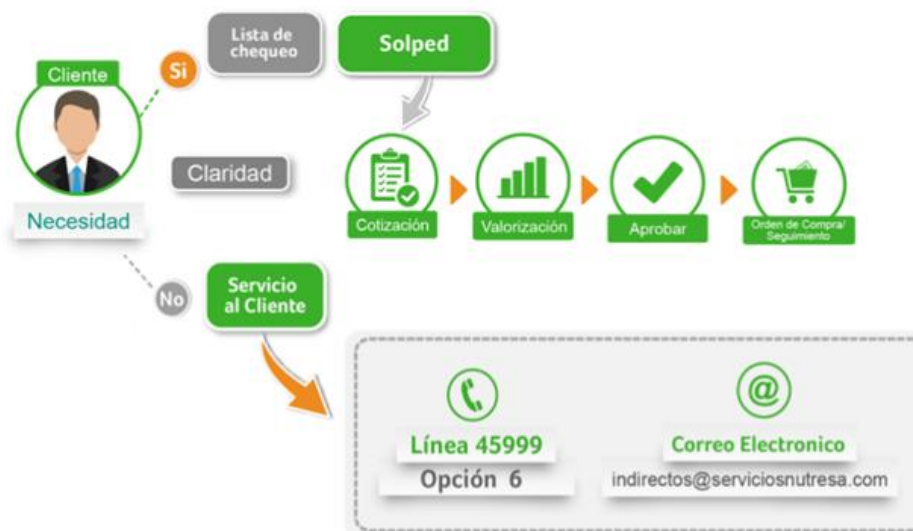 Cliente
Necesidad
Si
Lista de
chequeo
Solped
Claridad
Cotización
Valorización
Aprobar
Orden de Compra/
Seguimiento
No
Servicio
al Cliente
Línea 45999
Opción 6
@
Correo Electronico
indirectos@serviciosnutresa.com